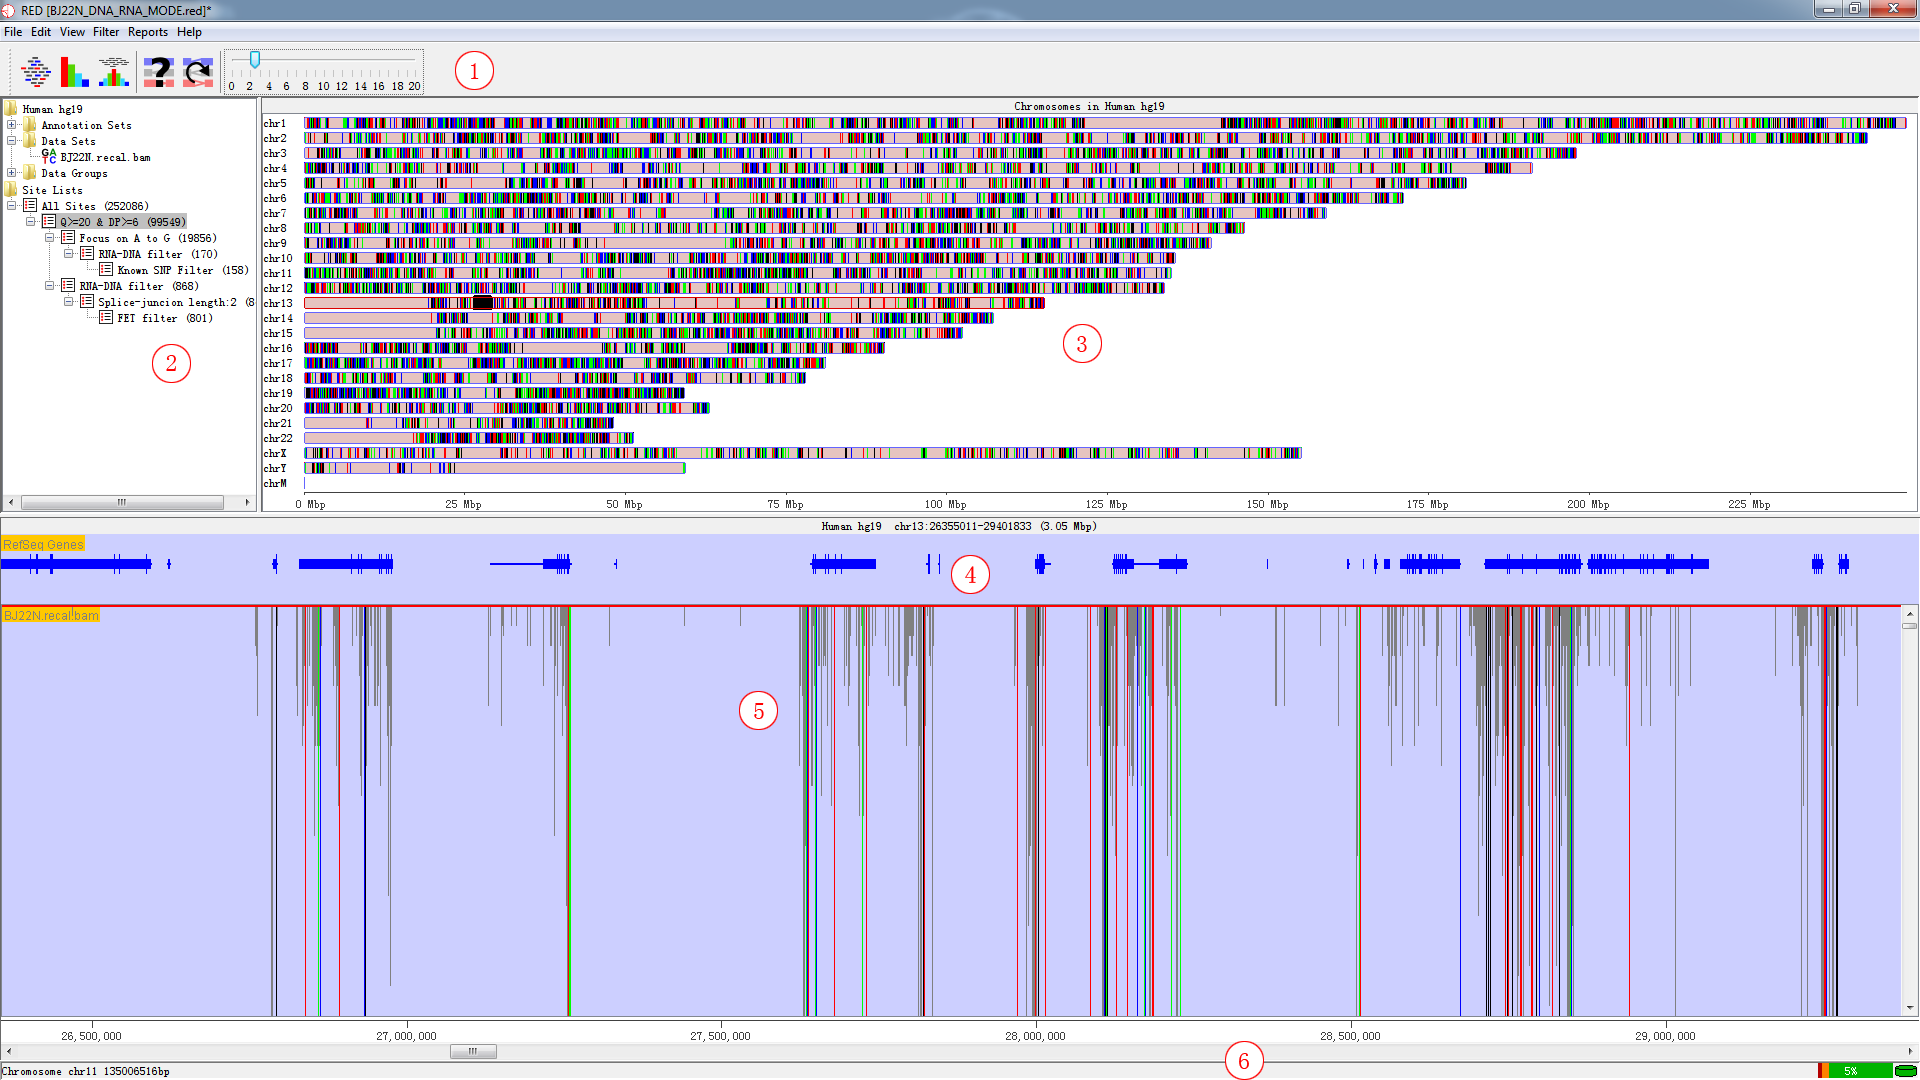 RED [BJ22N_DNA_RNA_MODE.red]*
File Edit View Filter Reports Help
0 2 4 6 8 10 12 14 16 18 20
1
Human hg19
Annotation Sets
Data Sets
BJ22N.recal.bam
Data Groups
Site Lists
All Sites (252086)
Q>=20 & DP>=6 (99549)
Focus on A to G (19856)
RNA-DNA filter (170)
Known SNP Filter (158)
RNA-DNA filter (868)
Splice-juncion length:2 (8
FET filter (801)
2
Chromosomes in Human hg19
chr1
chr2
chr3
chr4
chr5
chr6
chr7
chr8
chr9
chr10
chr11
chr12
chr13
chr14
chr15
chr16
chr17
chr18
chr19
chr20
chr21
chr22
chrX
chrY
chrM
3
0 Mbp 25 Mbp 50 Mbp 75 Mbp 100 Mbp 125 Mbp 150 Mbp 175 Mbp 200 Mbp 225 Mbp
Human hg19 chr13:26355011-29401833 (3.05 Mbp)
RefSeq Genes
4
BJ22N.recal.bam
5
26,500,000 27,000,000 27,500,000 28,000,000 28,500,000 29,000,000
6
Chromosome chr11 135006516bp
5%